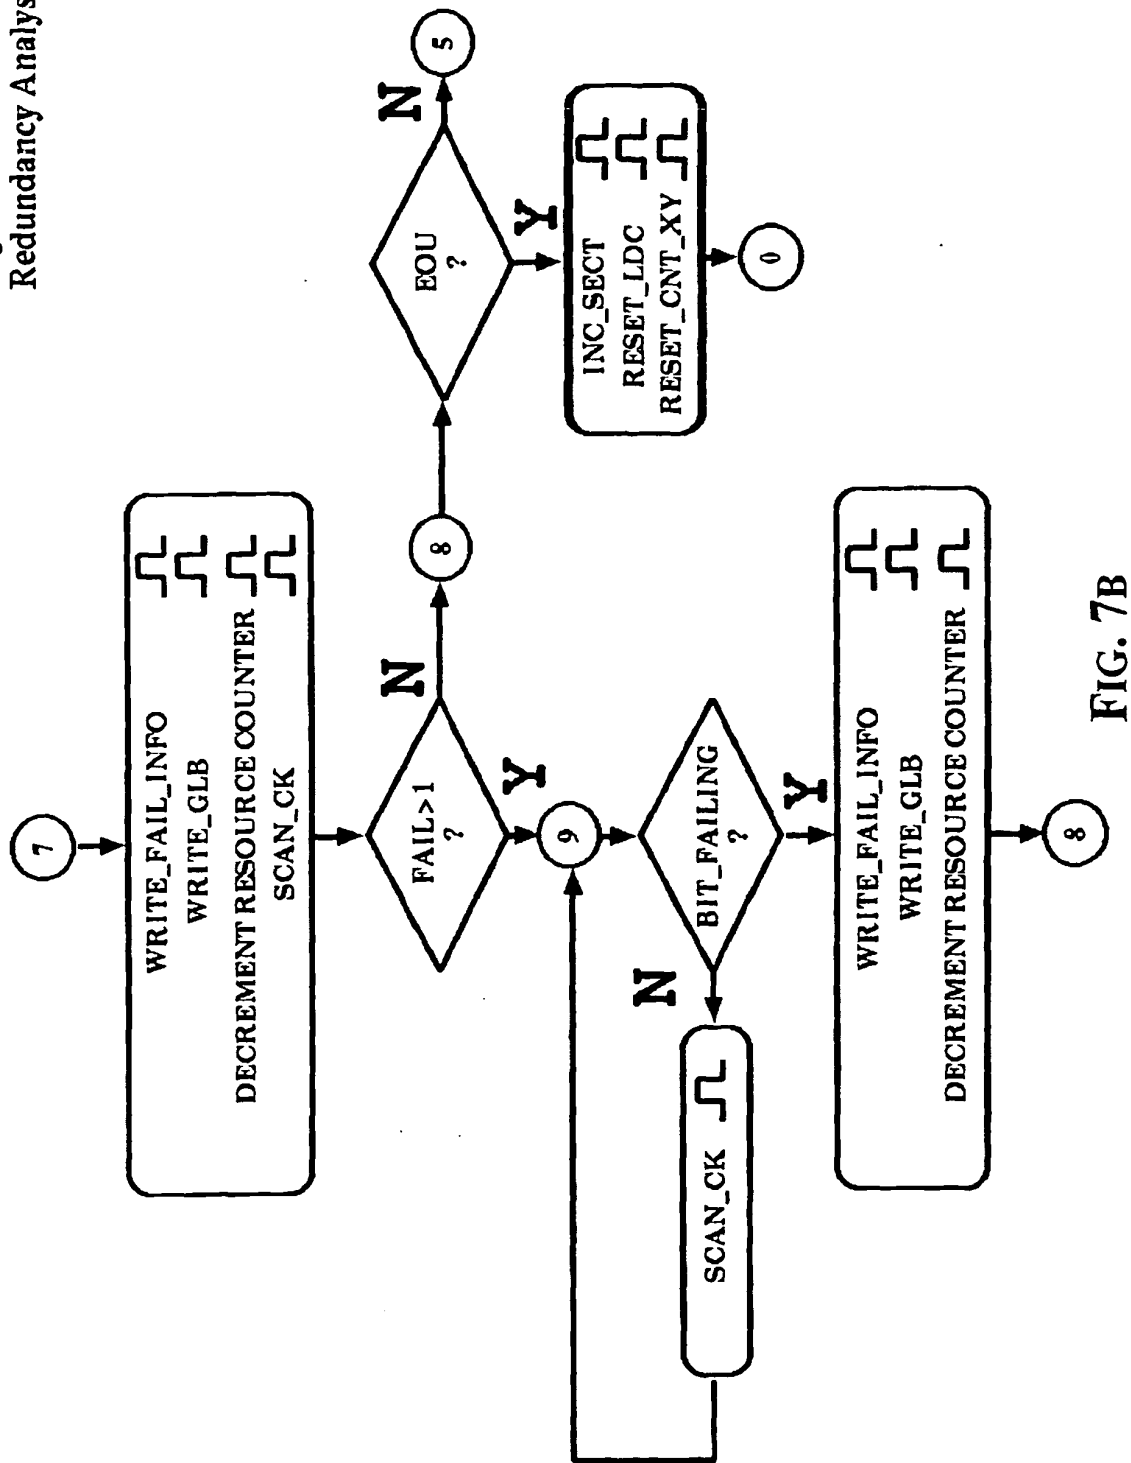 Redundancy Analys
7
WRITE_FAIL_INFO
WRITE_GLB
DECREMENT RESOURCE COUNTER
SCAN_CK
FAIL>1
?
N
8
EOU
?
N
5
Y
INC_SECT
RESET_LDC
RESET_CNT_XY
0
Y
9
BIT_FAILING
?
N
SCAN_CK
Y
WRITE_FAIL_INFO
WRITE_GLB
DECREMENT RESOURCE COUNTER
8
FIG. 7B